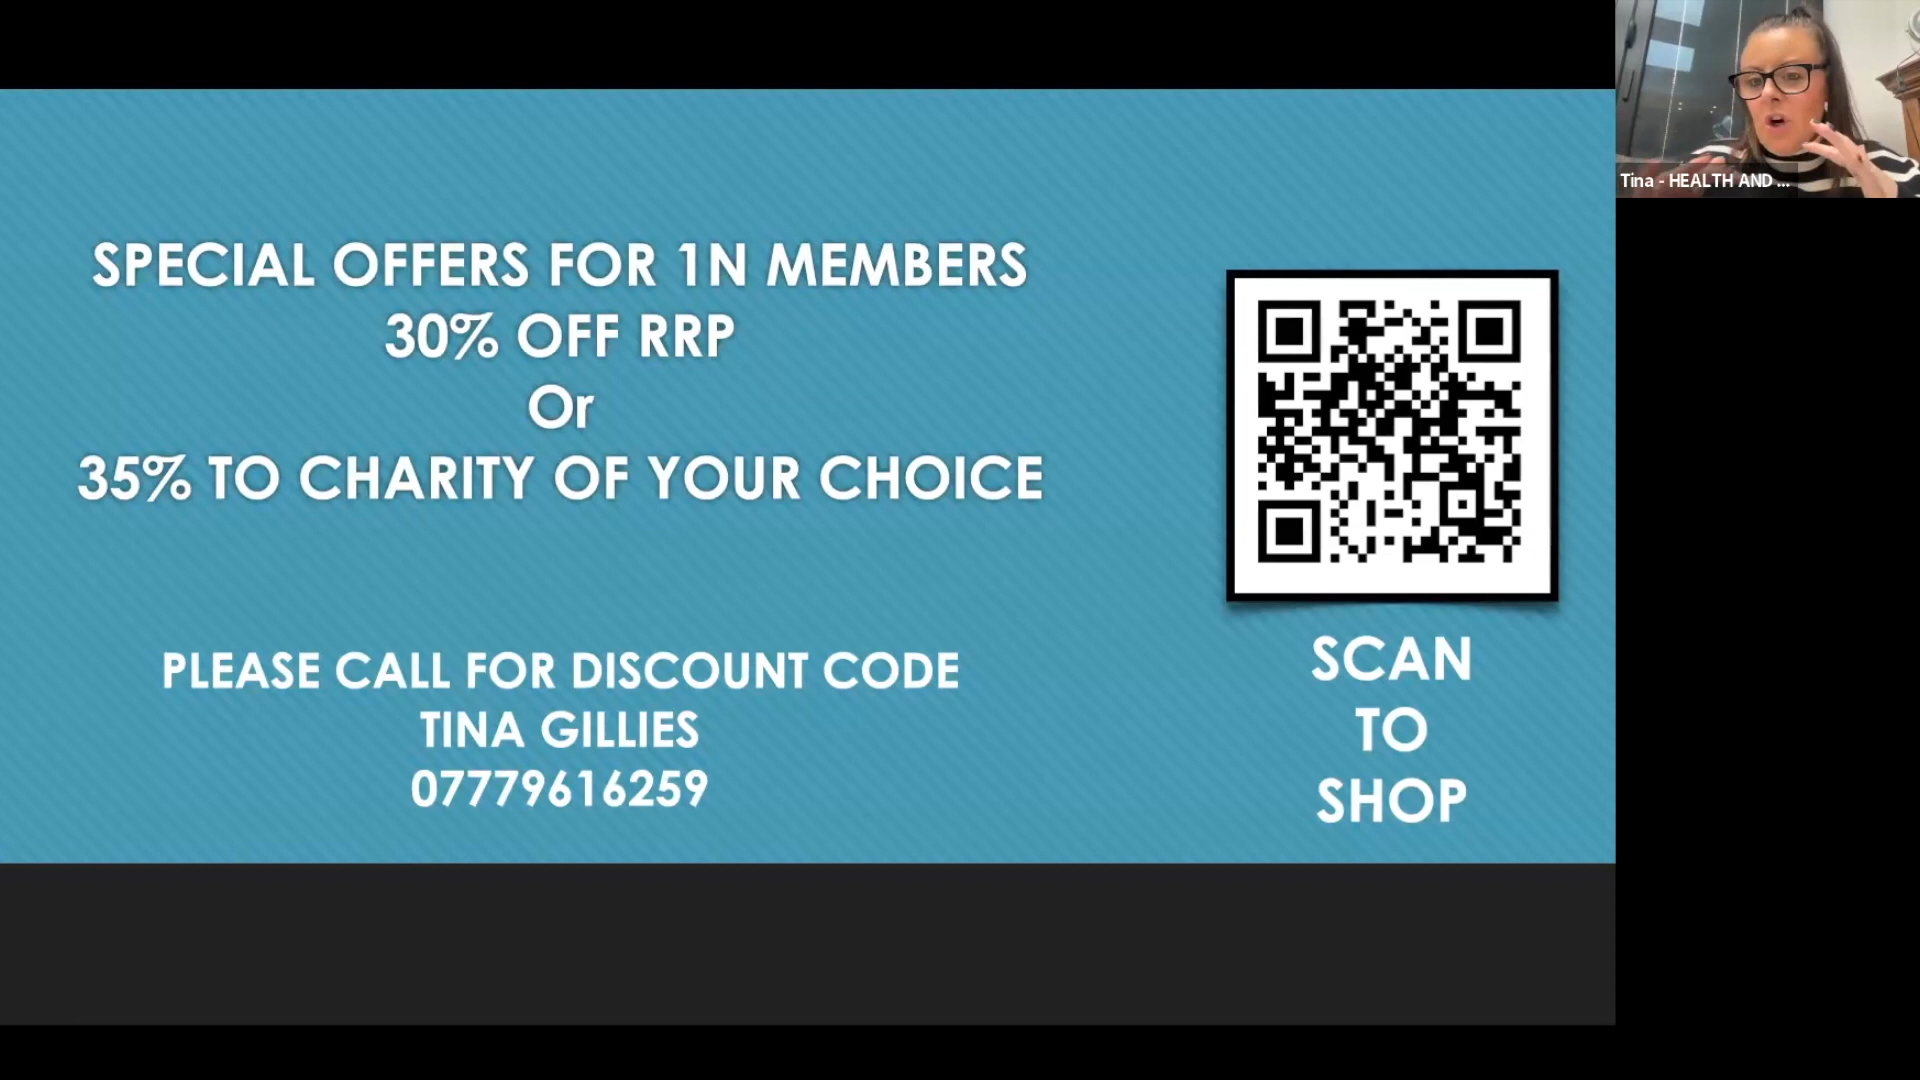 SPECIAL OFFERS FOR 1N MEMBERS
30% OFF RRP
Or
35% TO CHARITY OF YOUR CHOICE
PLEASE CALL FOR DISCOUNT CODE
TINA GILLIES
07779616259
SCAN
TO
SHOP
Tina - HEALTH AND ...